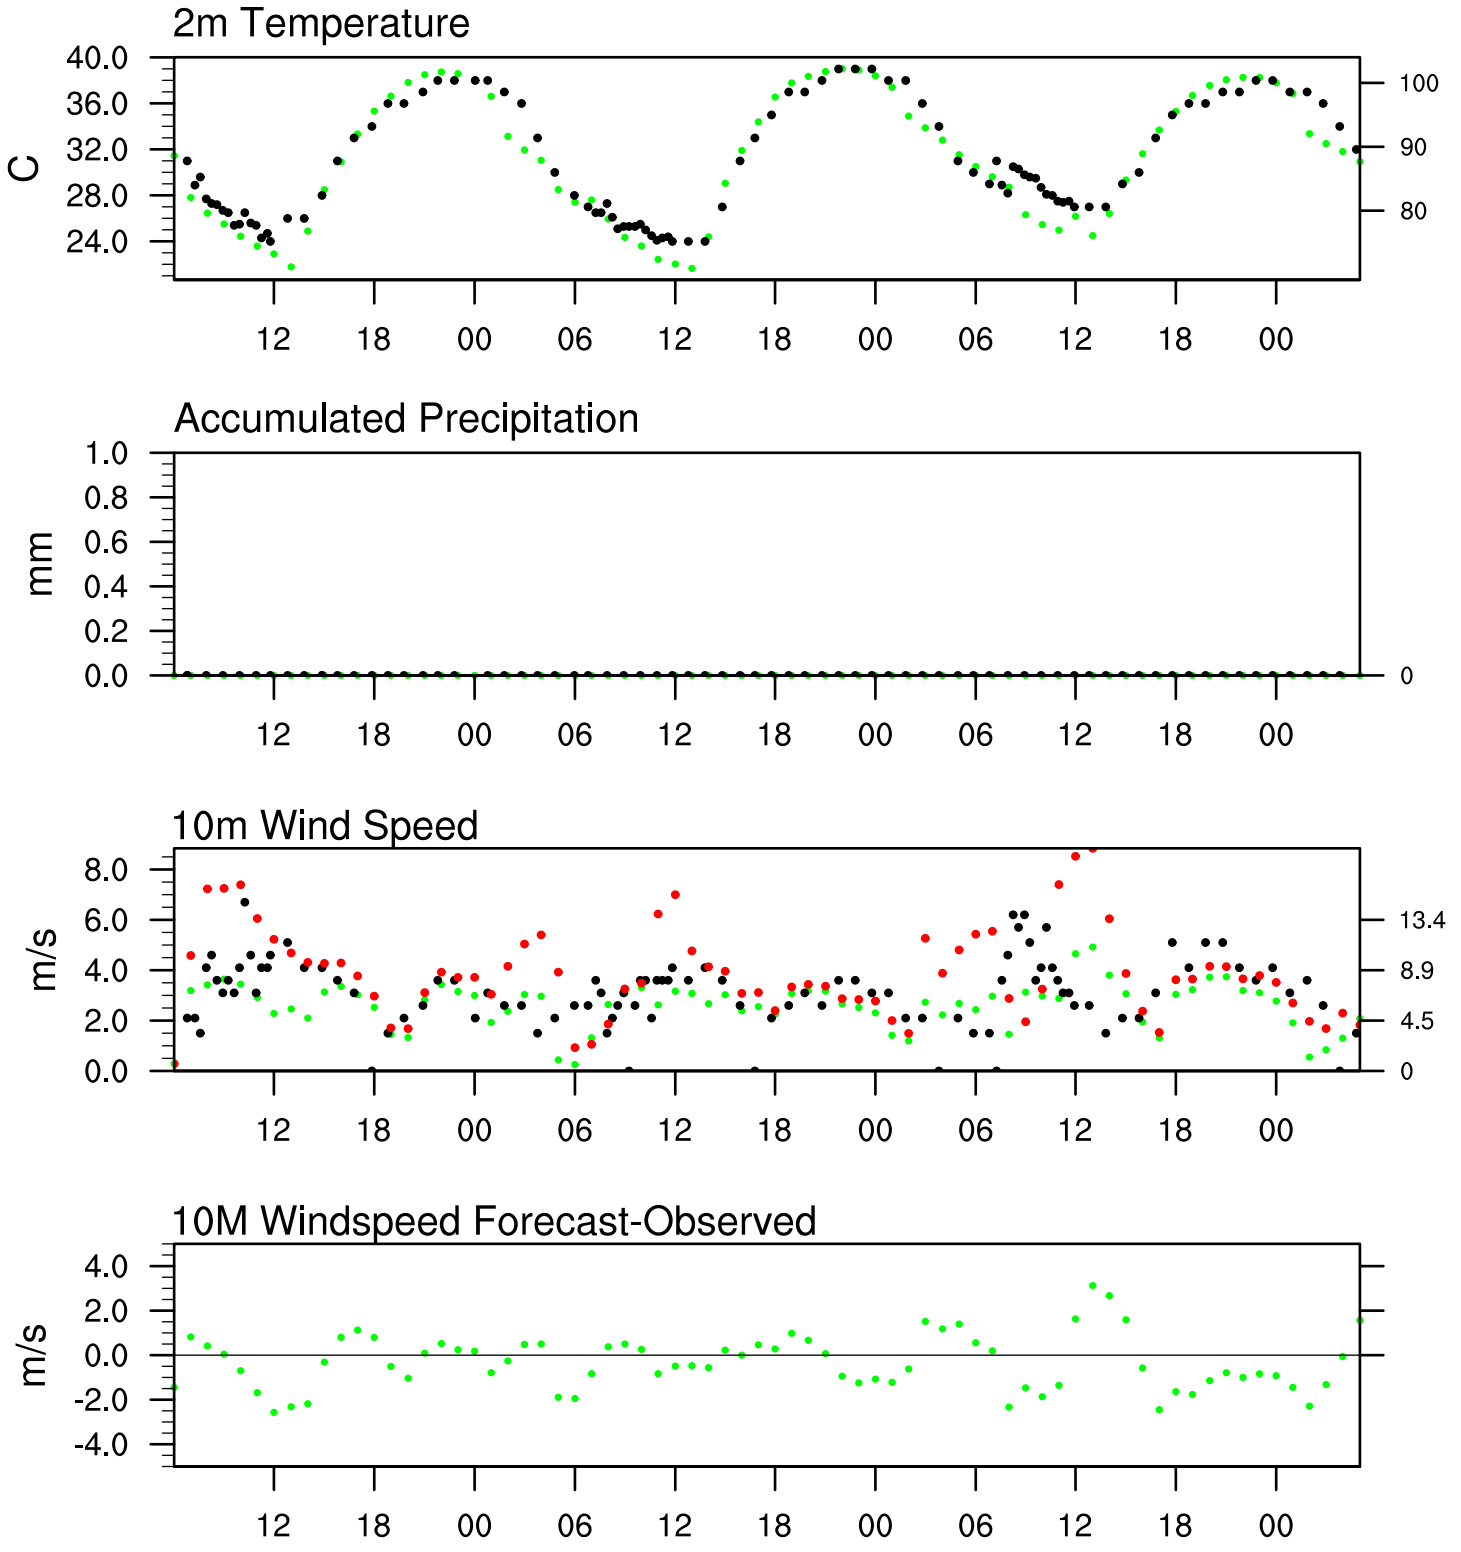 2m Temperature
40.0
36.0
32.0
28.0
24.0
C
100
90
80
12 18 00 06 12 18 00 06 12 18 00
Accumulated Precipitation
1.0
0.8
0.6
0.4
0.2
0.0
mm
0
12 18 00 06 12 18 00 06 12 18 00
10m Wind Speed
8.0
6.0
4.0
2.0
0.0
m/s
13.4
8.9
4.5
0
12 18 00 06 12 18 00 06 12 18 00
10M Windspeed Forecast-Observed
4.0
2.0
0.0
-2.0
-4.0
m/s
12 18 00 06 12 18 00 06 12 18 00